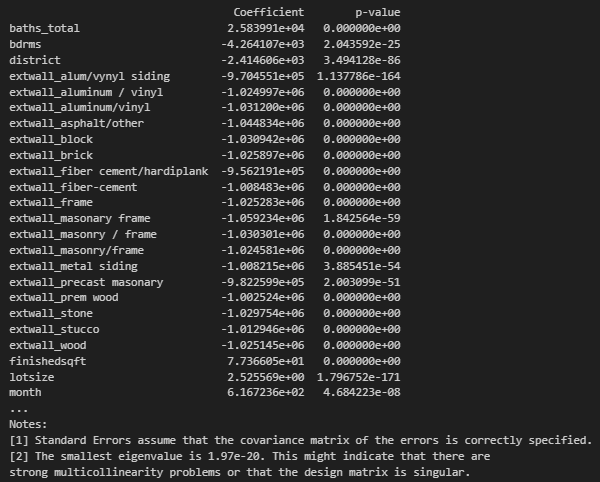 Coefficient p-value
baths_total 2.583991e+04 0.000000e+00
bdrms -4.264107e+03 2.043592e-25
district -2.414606e+03 3.494128e-86
extwall_alum/vynyl siding -9.704551e+05 1.137786e-164
extwall_aluminum / vinyl -1.024997e+06 0.000000e+00
extwall_aluminum/vinyl -1.031200e+06 0.000000e+00
extwall_asphalt/other -1.044834e+06 0.000000e+00
extwall_block -1.030942e+06 0.000000e+00
extwall_brick -1.025897e+06 0.000000e+00
extwall_fiber cement/hardiplank -9.562191e+05 0.000000e+00
extwall_fiber-cement -1.008483e+06 0.000000e+00
extwall_frame -1.025283e+06 0.000000e+00
extwall_masonary frame -1.059234e+06 1.842564e-59
extwall_masonry / frame -1.030301e+06 0.000000e+00
extwall_masonry/frame -1.024581e+06 0.000000e+00
extwall_metal siding -1.008215e+06 3.885451e-54
extwall_precast masonary -9.822599e+05 2.003099e-51
extwall_prem wood -1.002524e+06 0.000000e+00
extwall_stone -1.029754e+06 0.000000e+00
extwall_stucco -1.012946e+06 0.000000e+00
extwall_wood -1.025145e+06 0.000000e+00
finishedsqft 7.736605e+01 0.000000e+00
lotsize 2.525569e+00 1.796752e-171
month 6.167236e+02 4.684223e-08
...
Notes:
[1] Standard Errors assume that the covariance matrix of the errors is correctly specified.
[2] The smallest eigenvalue is 1.97e-20. This might indicate that there are
strong multicollinearity problems or that the design matrix is singular.